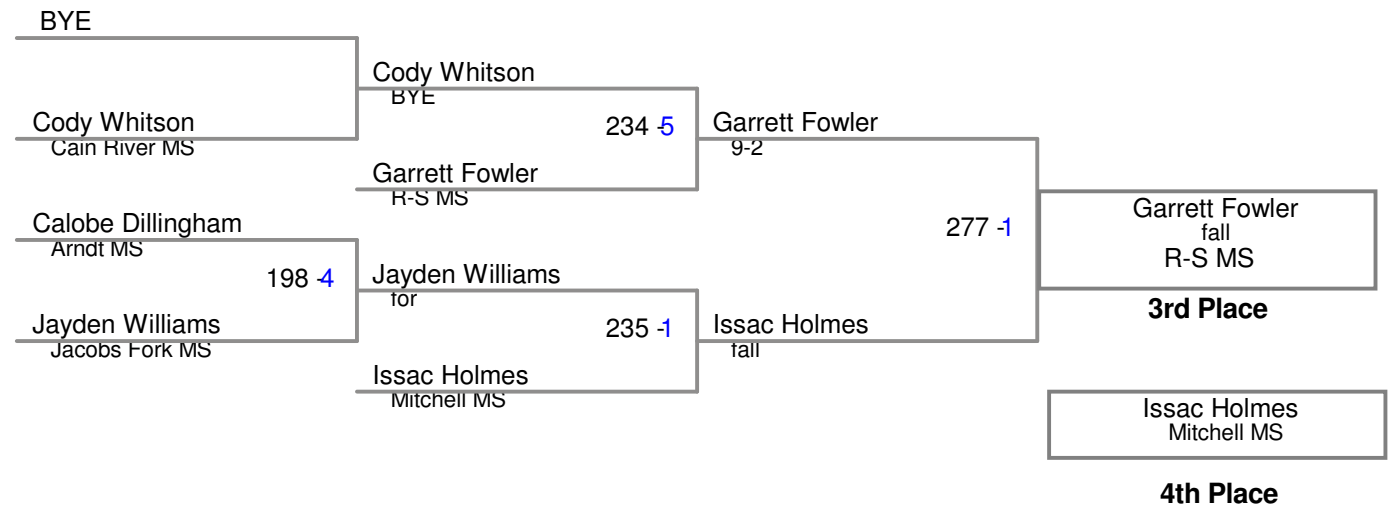 BYE
Cody Whitson
BYE
Cody Whitson
Cain River MS
234 -5
Garrett Fowler
9-2
Garrett Fowler
R-S MS
Calobe Dillingham
Arndt MS
277 -1
Garrett Fowler
fall
R-S MS
198 -4
Jayden Williams
for
3rd Place
Jayden Williams
Jacobs Fork MS
235 -1
Issac Holmes
fall
Issac Holmes
Mitchell MS
Issac Holmes
Mitchell MS
4th Place